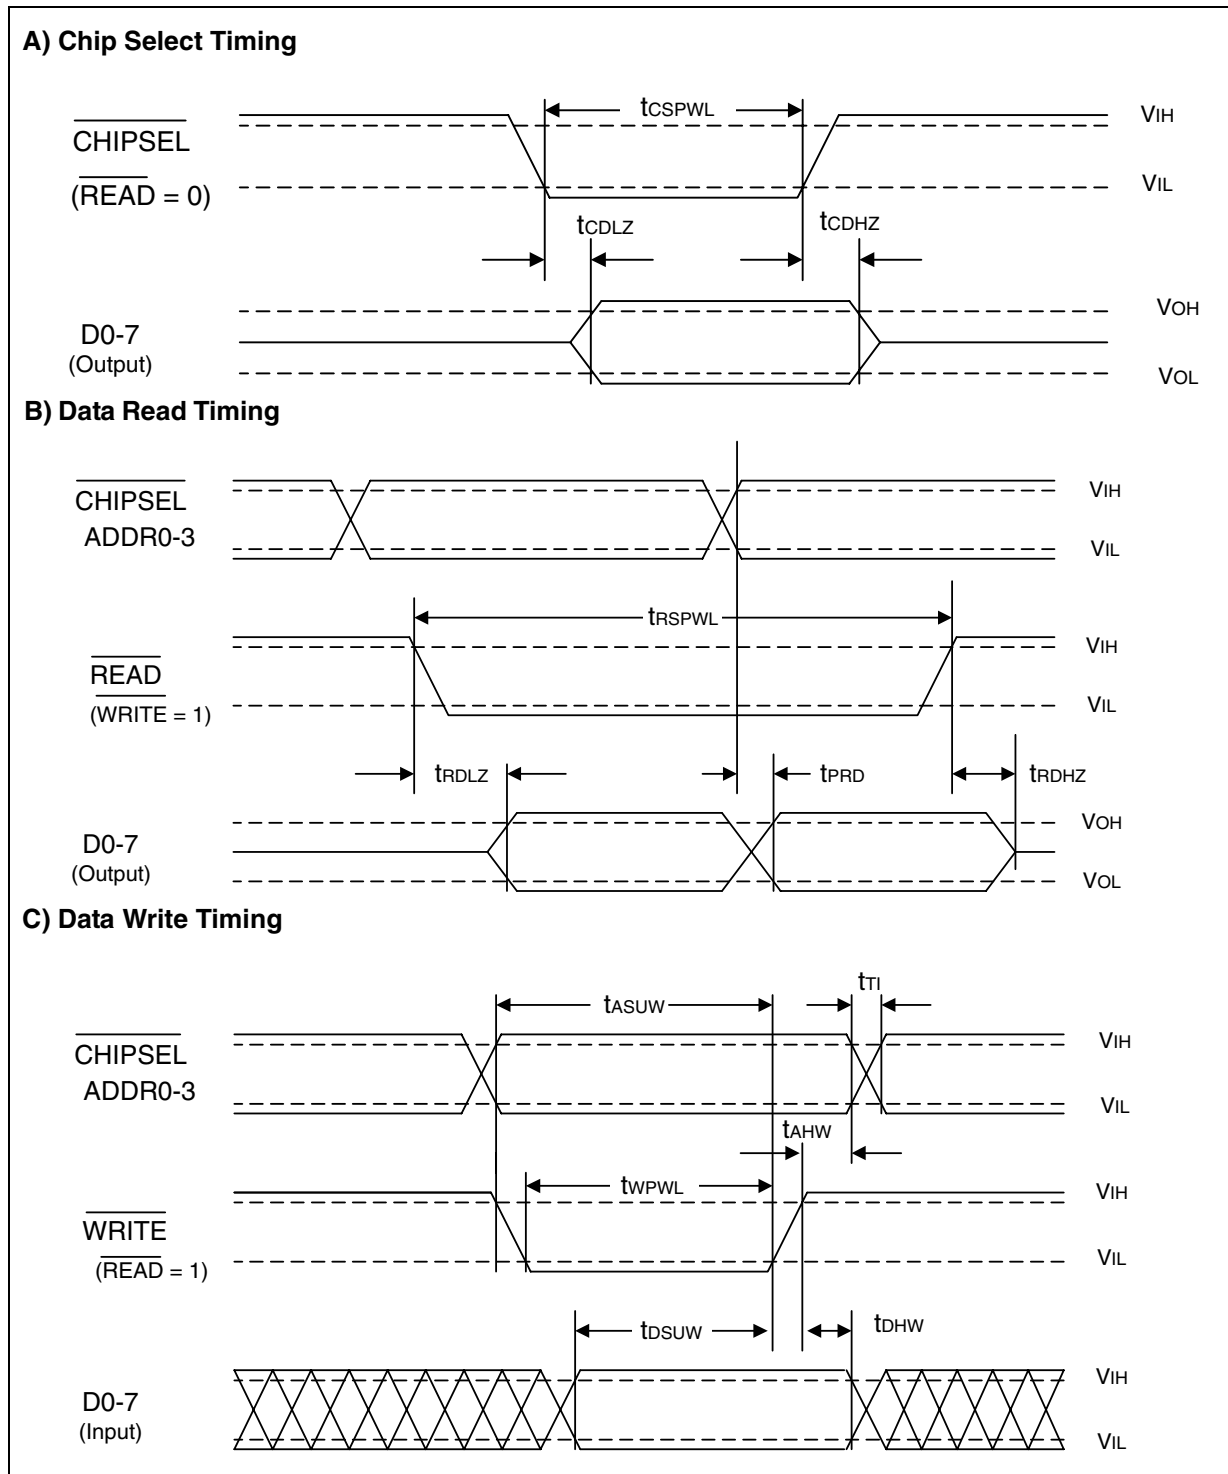 A) Chip Select Timing
tCSPWL
CHIPSEL
(READ = 0)
VIH
VIL
tCDLZ
tCDHZ
D0-7
(Output)
VOH
VOL
B) Data Read Timing
CHIPSEL
ADDR0-3
VIH
VIL
tRSPWL
READ
(WRITE = 1)
VIH
VIL
tRDLZ
tPRD
tRDHZ
D0-7
(Output)
VOH
VOL
C) Data Write Timing
tTI
tASUW
CHIPSEL
ADDR0-3
VIH
VIL
tAHW
tWPWL
WRITE
(READ = 1)
VIH
VIL
tDSUW
tDHW
D0-7
(Input)
VIH
VIL